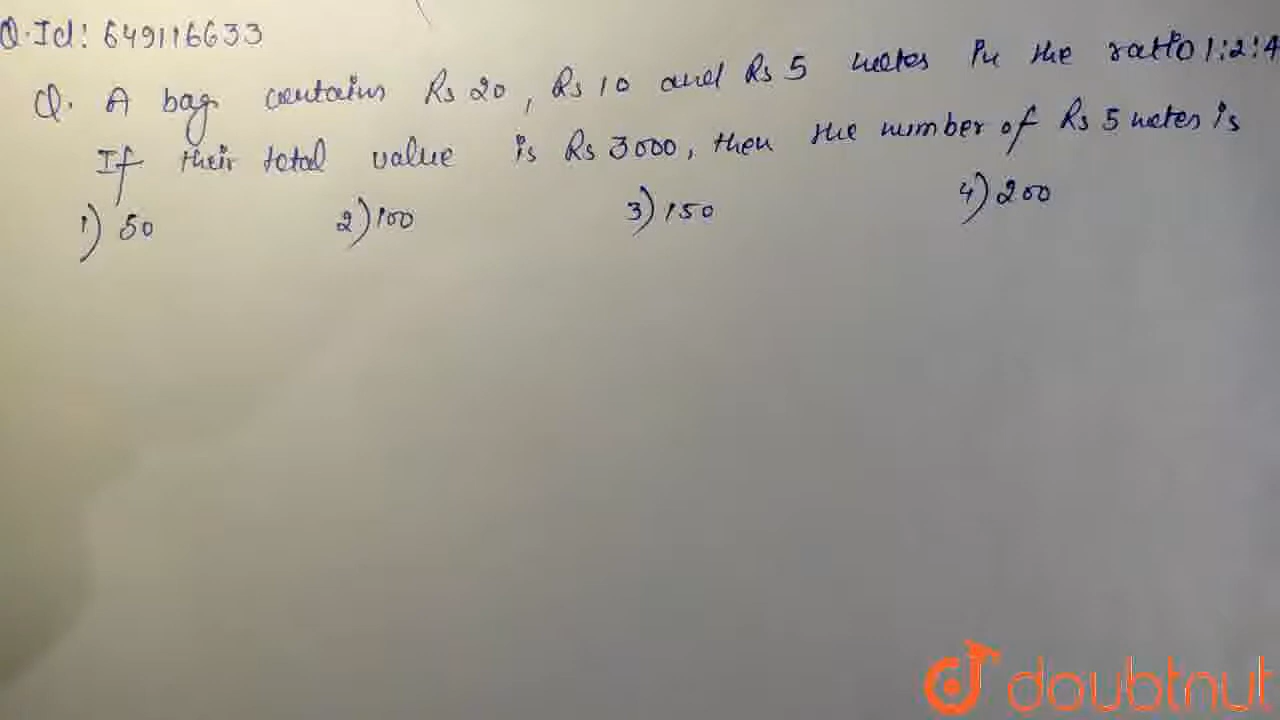 Q.Id: 649116633
Q. A bag contains Rs 20, Rs 10 and Rs 5 notes in the ratio 1:2:4
If their total value is Rs 3000, then the number of Rs 5 notes is
1) 50 2) 100 3) 150 4) 200
doubtnut